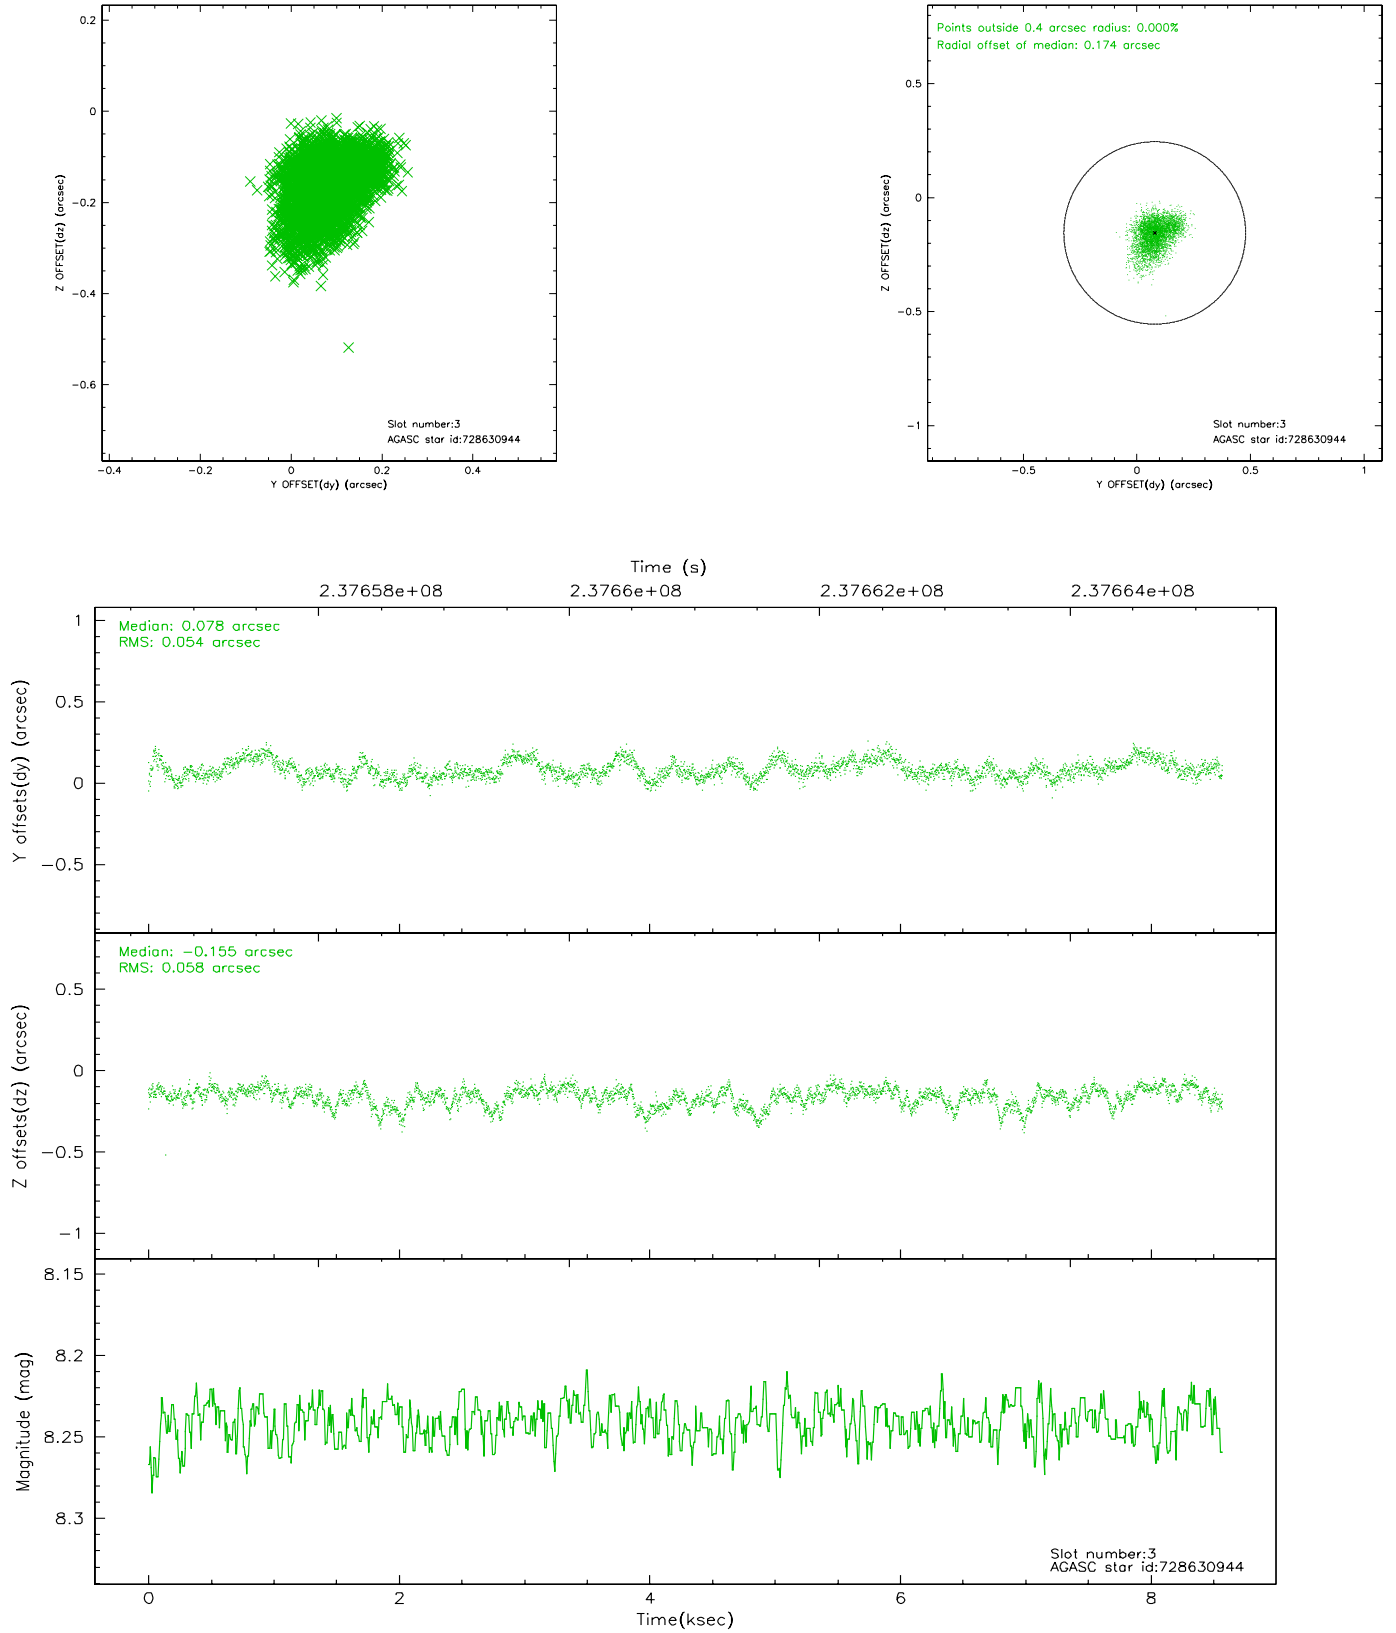 0.2
0
−0.2
−0.4
−0.6
−0.4
−0.2
0
0.2
0.4
Z OFFSET(dz) (arcsec)
Y OFFSET(dy) (arcsec)
Slot number:3
AGASC star id:728630944
Points outside 0.4 arcsec radius: 0.000%
Radial offset of median: 0.174 arcsec
0.5
0
−0.5
−1
−0.5
0
0.5
1
Z OFFSET(dz) (arcsec)
Y OFFSET(dy) (arcsec)
Slot number:3
AGASC star id:728630944
Time (s)
2.37658e+08
2.3766e+08
2.37662e+08
2.37664e+08
Median: 0.078 arcsec
RMS: 0.054 arcsec
1
0.5
0
−0.5
Y offsets(dy) (arcsec)
Median: −0.155 arcsec
RMS: 0.058 arcsec
0.5
0
−0.5
−1
Z offsets(dz) (arcsec)
8.15
8.2
8.25
8.3
Magnitude (mag)
Slot number:3
AGASC star id:728630944
0
2
4
6
8
Time(ksec)